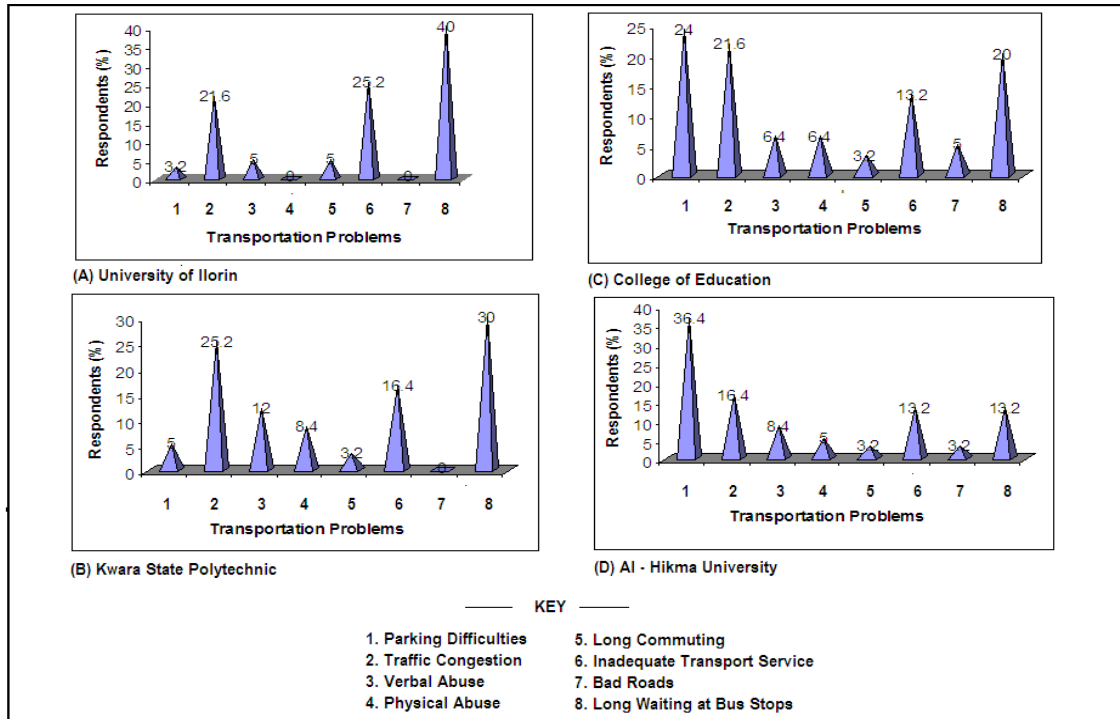 Respondents (%)
40
35
30
25
20
15
10
5
0
3.2
21.6
5
0
5
25.2
0
40
1 2 3 4 5 6 7 8
Transportation Problems
(A) University of Ilorin
Respondents (%)
25
20
15
10
5
0
24
21.6
6.4
6.4
3.2
13.2
5
20
1 2 3 4 5 6 7 8
Transportation Problems
(C) College of Education
Respondents (%)
30
25
20
15
10
5
0
5
25.2
12
8.4
3.2
16.4
0
30
1 2 3 4 5 6 7 8
Transportation Problems
(B) Kwara State Polytechnic
Respondents (%)
40
35
30
25
20
15
10
5
0
36.4
16.4
8.4
5
3.2
13.2
3.2
13.2
1 2 3 4 5 6 7 8
Transportation Problems
(D) Al - Hikma University
KEY
1. Parking Difficulties
2. Traffic Congestion
3. Verbal Abuse
4. Physical Abuse
5. Long Commuting
6. Inadequate Transport Service
7. Bad Roads
8. Long Waiting at Bus Stops